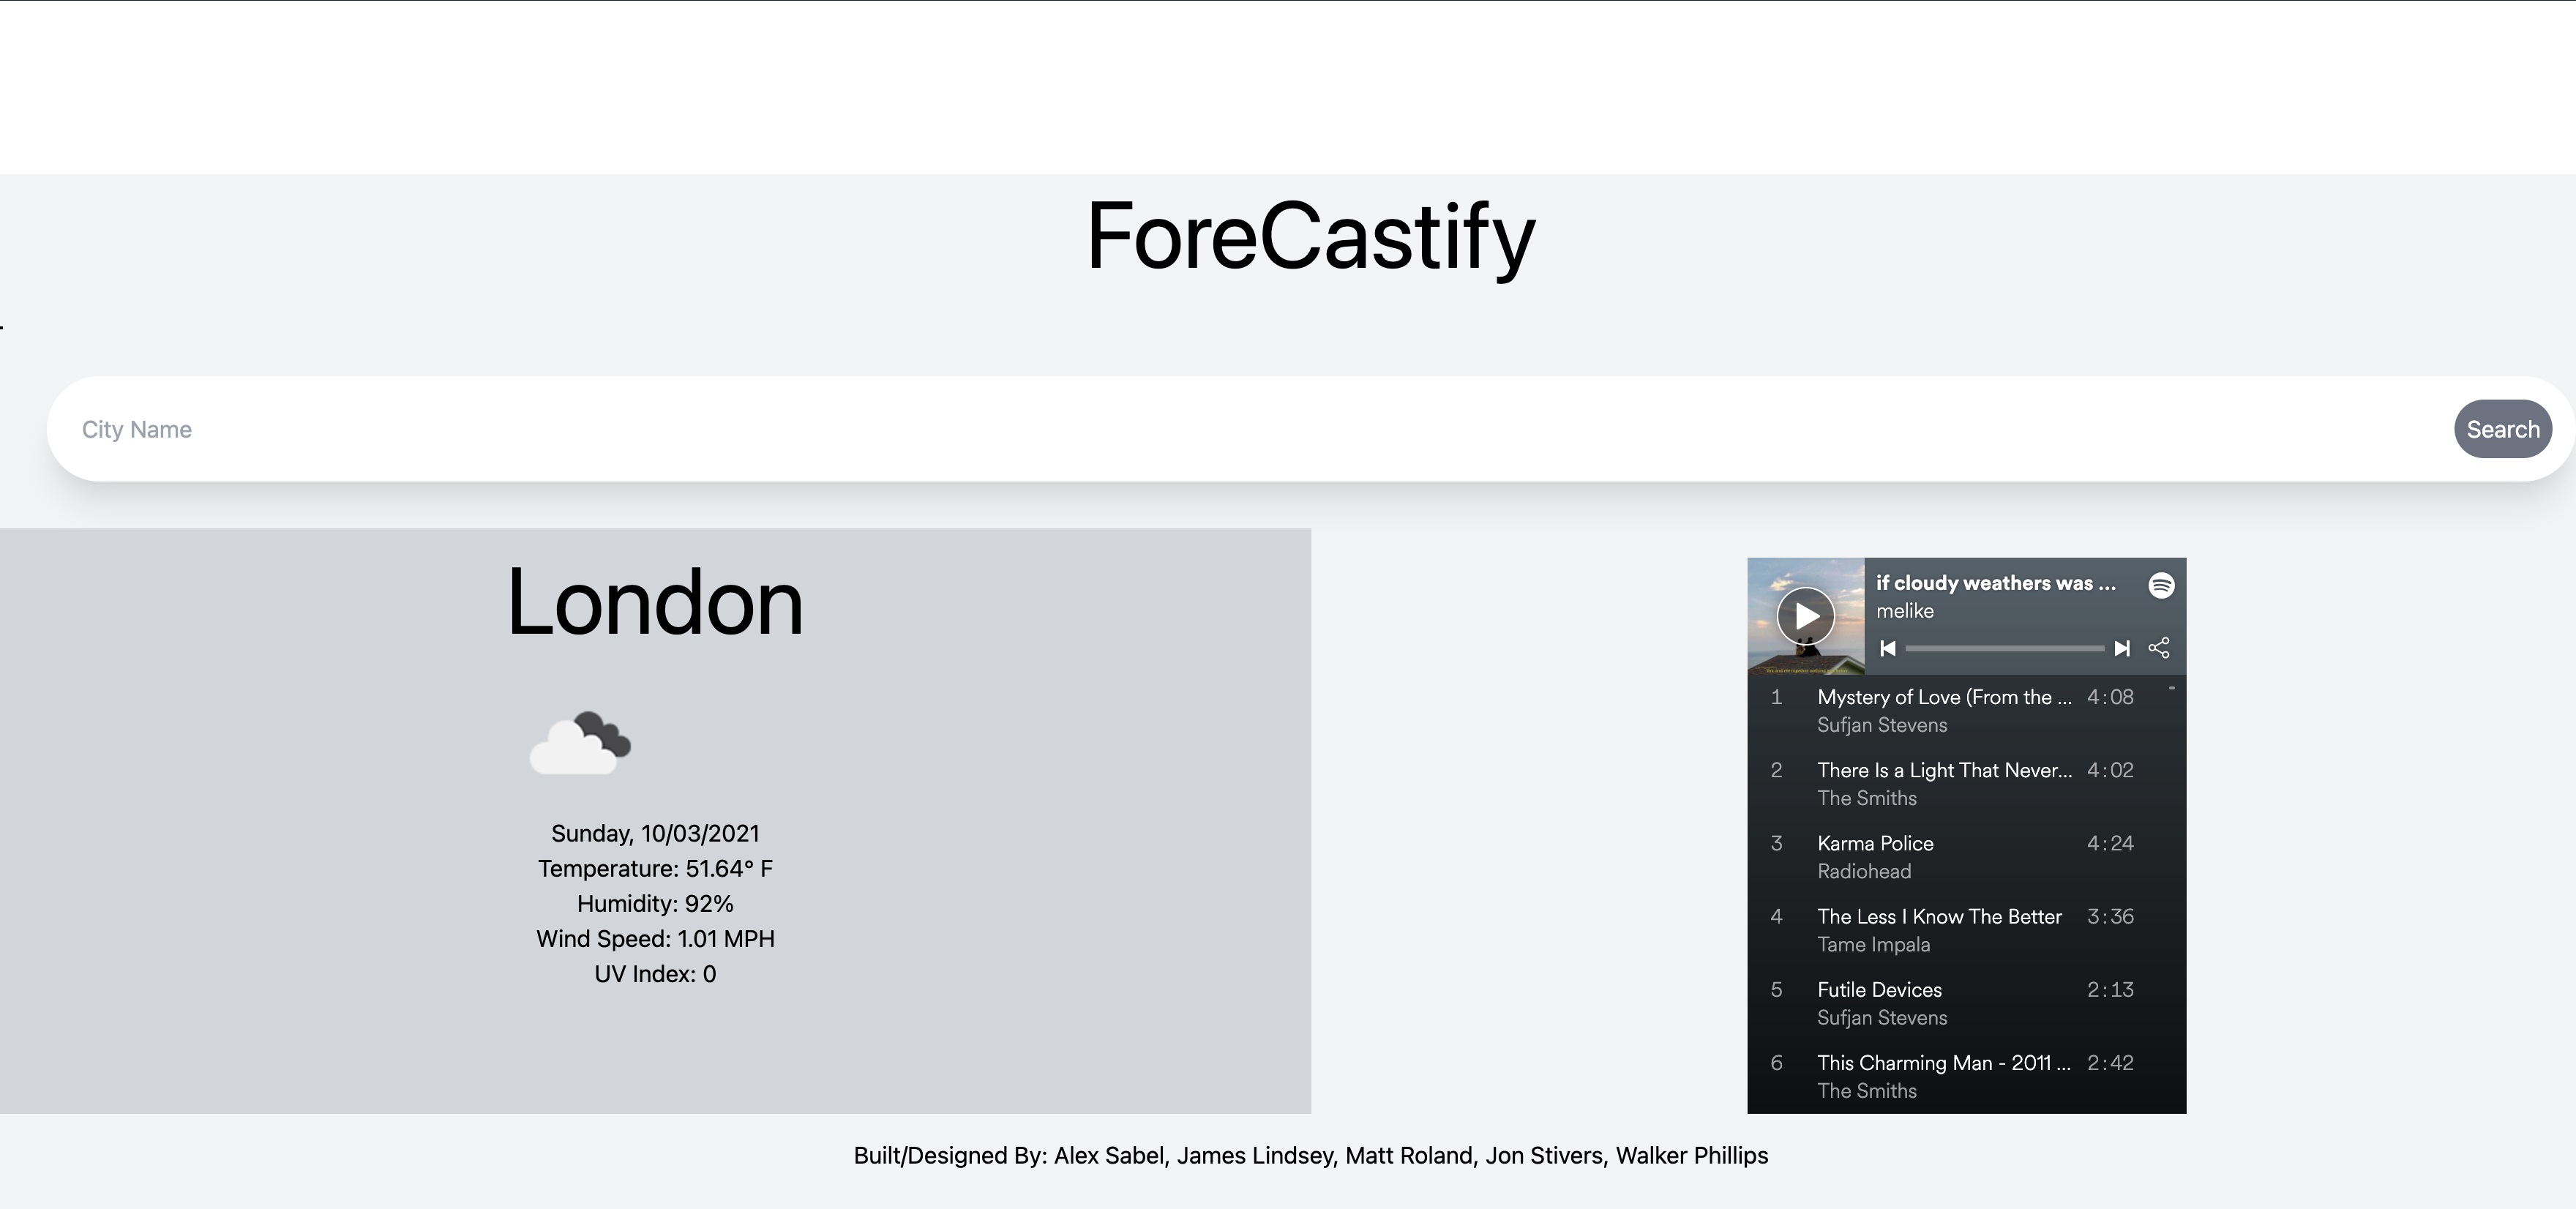 ForeCastify
City Name
Search
London
Sunday, 10/03/2021
Temperature: 51.64° F
Humidity: 92%
Wind Speed: 1.01 MPH
UV Index: 0
if cloudy weathers was ...
melike
1 Mystery of Love (From the ... 4:08
Sufjan Stevens
2 There Is a Light That Never... 4:02
The Smiths
3 Karma Police 4:24
Radiohead
4 The Less I Know The Better 3:36
Tame Impala
5 Futile Devices 2:13
Sufjan Stevens
6 This Charming Man - 2011 ... 2:42
The Smiths
Built/Designed By: Alex Sabel, James Lindsey, Matt Roland, Jon Stivers, Walker Phillips